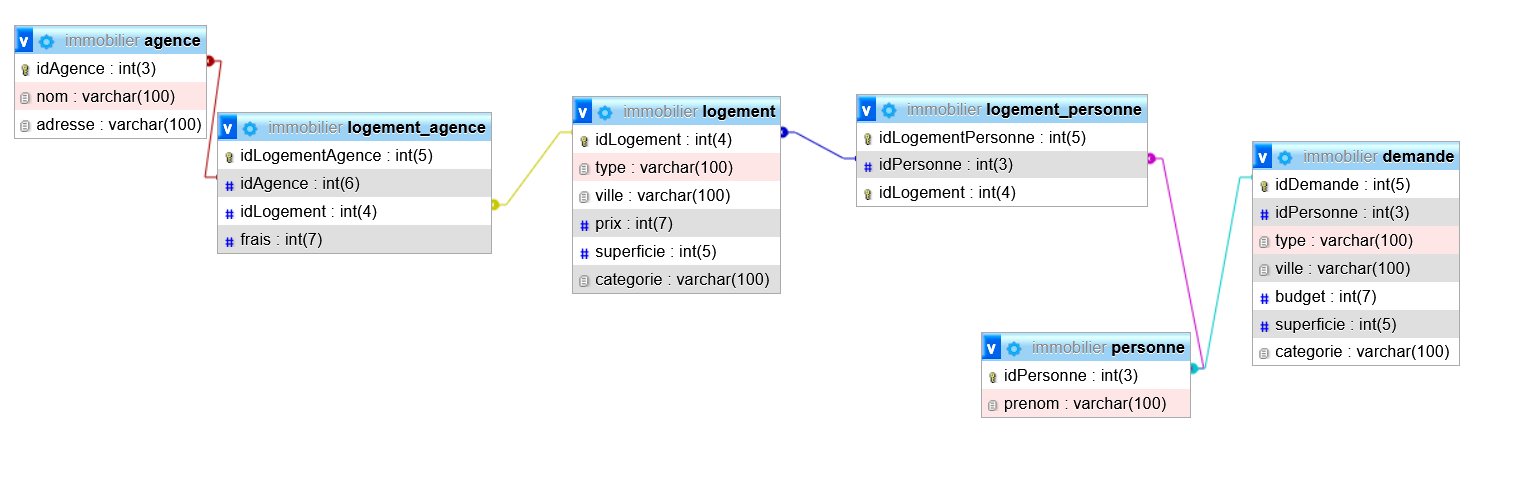 v immobilier agence
idAgence : int(3)
nom : varchar(100)
adresse : varchar(100)
v immobilier logement_agence
idLogementAgence : int(5)
# idAgence : int(6)
# idLogement : int(4)
# frais : int(7)
v immobilier logement
idLogement : int(4)
type : varchar(100)
ville : varchar(100)
# prix : int(7)
# superficie : int(5)
categorie : varchar(100)
v immobilier logement_personne
idLogementPersonne : int(5)
# idPersonne : int(3)
idLogement : int(4)
v immobilier personne
idPersonne : int(3)
prenom : varchar(100)
v immobilier demande
idDemande : int(5)
# idPersonne : int(3)
type : varchar(100)
ville : varchar(100)
# budget : int(7)
# superficie : int(5)
categorie : varchar(100)